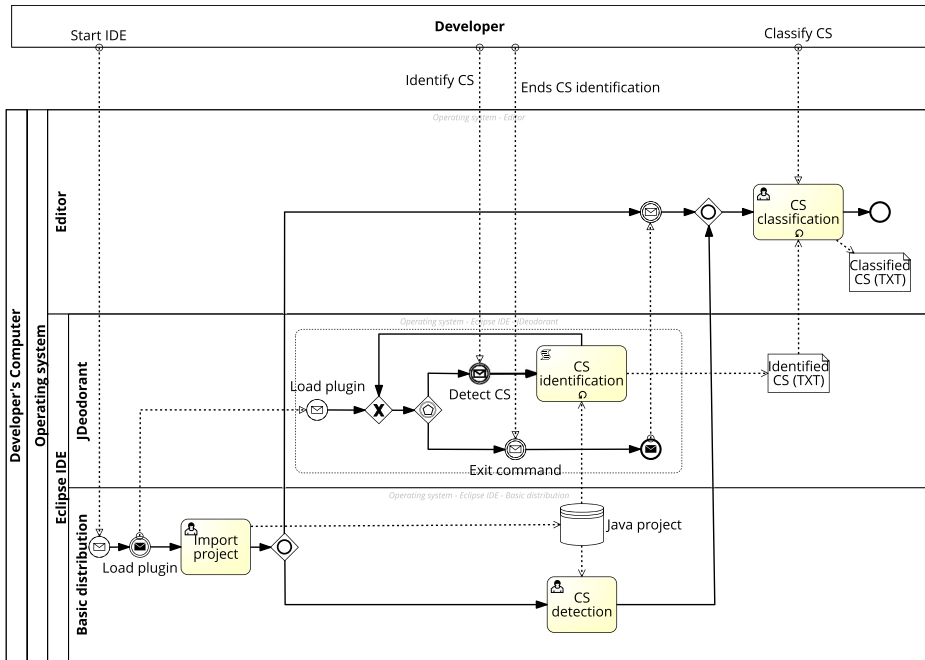 Developer
Start IDE
Classify CS
Identify CS
Ends CS identification
Developer's Computer
Operating system
Operating system - Editor
Editor
CS
classification
Classified
CS (TXT)
Eclipse IDE
Operating system - Eclipse IDE - JDeodorant
JDeodorant
Load plugin
Detect CS
CS
identification
Identified
CS (TXT)
Exit command
Operating system - Eclipse IDE - Basic distribution
Basic distribution
Load plugin
Import
project
Java project
CS
detection